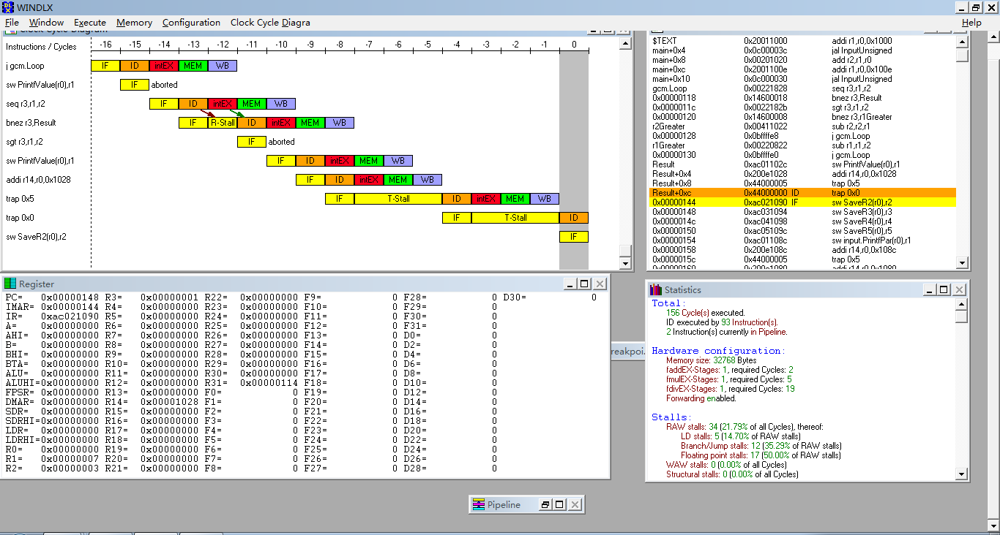 WINDLX
File Window Execute Memory Configuration Clock Cycle Diagra Help
Clock Cycle Diagram
Instructions / Cycles -16 -15 -14 -13 -12 -11 -10 -9 -8 -7 -6 -5 -4 -3 -2 -1 0
j gcm.Loop IF ID intEX MEM WB
sw PrintfValue(r0),r1 IF aborted
seq r3,r1,r2 IF ID intEX MEM WB
bnez r3,Result IF R-Stall ID intEX MEM WB
sgt r3,r1,r2 IF aborted
sw PrintfValue(r0),r1 IF ID intEX MEM WB
addi r14,r0,0x1028 IF ID intEX MEM WB
trap 0x5 IF T-Stall ID intEX MEM WB
trap 0x0 IF T-Stall ID
sw SaveR2(r0),r2 IF
$TEXT 0x20011000 addi r1,r0,0x1000
main+0x4 0x0c00003c jal InputUnsigned
main+0x8 0x00201020 add r2,r1,r0
main+0xc 0x2001100e addi r1,r0,0x100e
main+0x10 0x0c000030 jal InputUnsigned
gcm.Loop 0x00221828 seq r3,r1,r2
0x00000118 0x14600018 bnez r3,Result
0x0000011c 0x0022182b sgt r3,r1,r2
0x00000120 0x14600008 bnez r3,r1Greater
r2Greater 0x00411022 sub r2,r2,r1
0x00000128 0x0bffffe8 j gcm.Loop
r1Greater 0x00220822 sub r1,r1,r2
0x00000130 0x0bffffe0 j gcm.Loop
Result 0xac01102c sw PrintfValue(r0),r1
Result+0x4 0x200e1028 addi r14,r0,0x1028
Result+0x8 0x44000005 trap 0x5
Result+0xc 0x44000000 ID trap 0x0
0x00000144 0xac021090 IF sw SaveR2(r0),r2
0x00000148 0xac031094 sw SaveR3(r0),r3
0x0000014c 0xac041098 sw SaveR4(r0),r4
0x00000150 0xac05109c sw SaveR5(r0),r5
0x00000154 0xac01108c sw input.PrintfPar(r0),r1
0x00000158 0x200e108c addi r14,r0,0x108c
0x0000015c 0x44000005 trap 0x5
0x00000160 0x200e1080 addi r14,r0,0x1080
Register
PC= 0x00000148 R3= 0x00000001 R22= 0x00000000 F9= 0 F28= 0 D30= 0
IMAR= 0x00000144 R4= 0x00000000 R23= 0x00000000 F10= 0 F29= 0
IR= 0xac021090 R5= 0x00000000 R24= 0x00000000 F11= 0 F30= 0
A= 0x00000000 R6= 0x00000000 R25= 0x00000000 F12= 0 F31= 0
AHI= 0x00000000 R7= 0x00000000 R26= 0x00000000 F13= 0 D0= 0
B= 0x00000000 R8= 0x00000000 R27= 0x00000000 F14= 0 D2= 0
BHI= 0x00000000 R9= 0x00000000 R28= 0x00000000 F15= 0 D4= 0
BTA= 0x00000000 R10= 0x00000000 R29= 0x00000000 F16= 0 D6= 0
ALU= 0x00000000 R11= 0x00000000 R30= 0x00000000 F17= 0 D8= 0
ALUHI=0x00000000 R12= 0x00000000 R31= 0x00000114 F18= 0 D10= 0
FPSR= 0x00000000 R13= 0x00000000 F0= 0 F19= 0 D12= 0
DMAR= 0x00000000 R14= 0x00001028 F1= 0 F20= 0 D14= 0
SDR= 0x00000000 R15= 0x00000000 F2= 0 F21= 0 D16= 0
SDRHI=0x00000000 R16= 0x00000000 F3= 0 F22= 0 D18= 0
LDR= 0x00000000 R17= 0x00000000 F4= 0 F23= 0 D20= 0
LDRHI=0x00000000 R18= 0x00000000 F5= 0 F24= 0 D22= 0
R0= 0x00000000 R19= 0x00000000 F6= 0 F25= 0 D24= 0
R1= 0x00000007 R20= 0x00000000 F7= 0 F26= 0 D26= 0
R2= 0x00000003 R21= 0x00000000 F8= 0 F27= 0 D28= 0
reakpoi.
Statistics
Total:
156 Cycle(s) executed.
ID executed by 93 Instruction(s).
2 Instruction(s) currently in Pipeline.
Hardware configuration:
Memory size: 32768 Bytes
faddEX-Stages: 1, required Cycles: 2
fmulEX-Stages: 1, required Cycles: 5
fdivEX-Stages: 1, required Cycles: 19
Forwarding enabled.
Stalls:
RAW stalls: 34 (21.79% of all Cycles), thereof:
LD stalls: 5 (14.70% of RAW stalls)
Branch/Jump stalls: 12 (35.29% of RAW stalls)
Floating point stalls: 17 (50.00% of RAW stalls)
WAW stalls: 0 (0.00% of all Cycles)
Structural stalls: 0 (0.00% of all Cycles)
Pipeline